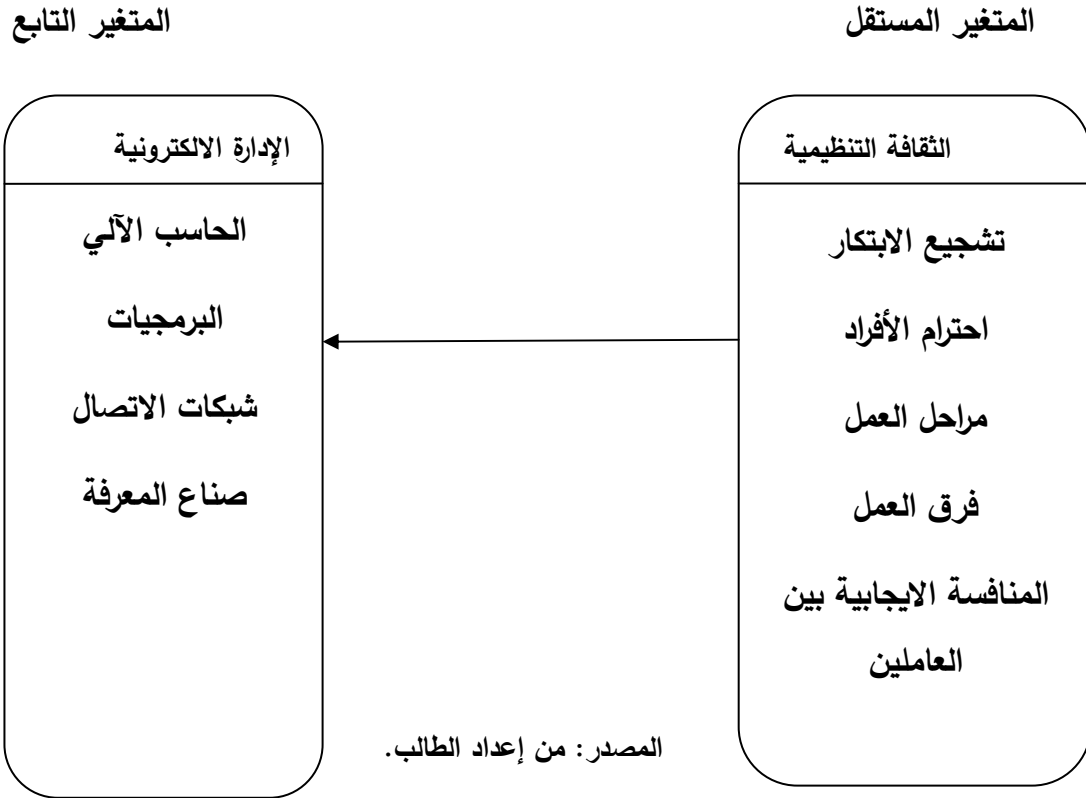 المتغير المستقل
المتغير التابع
الثقافة التنظيمية
تشجيع الابتكار
احترام الأفراد
مراحل العمل
فرق العمل
المنافسة الايجابية بين
العاملين
الإدارة الالكترونية
الحاسب الآلي
البرمجيات
شبكات الاتصال
صناع المعرفة
المصدر: من إعداد الطالب.